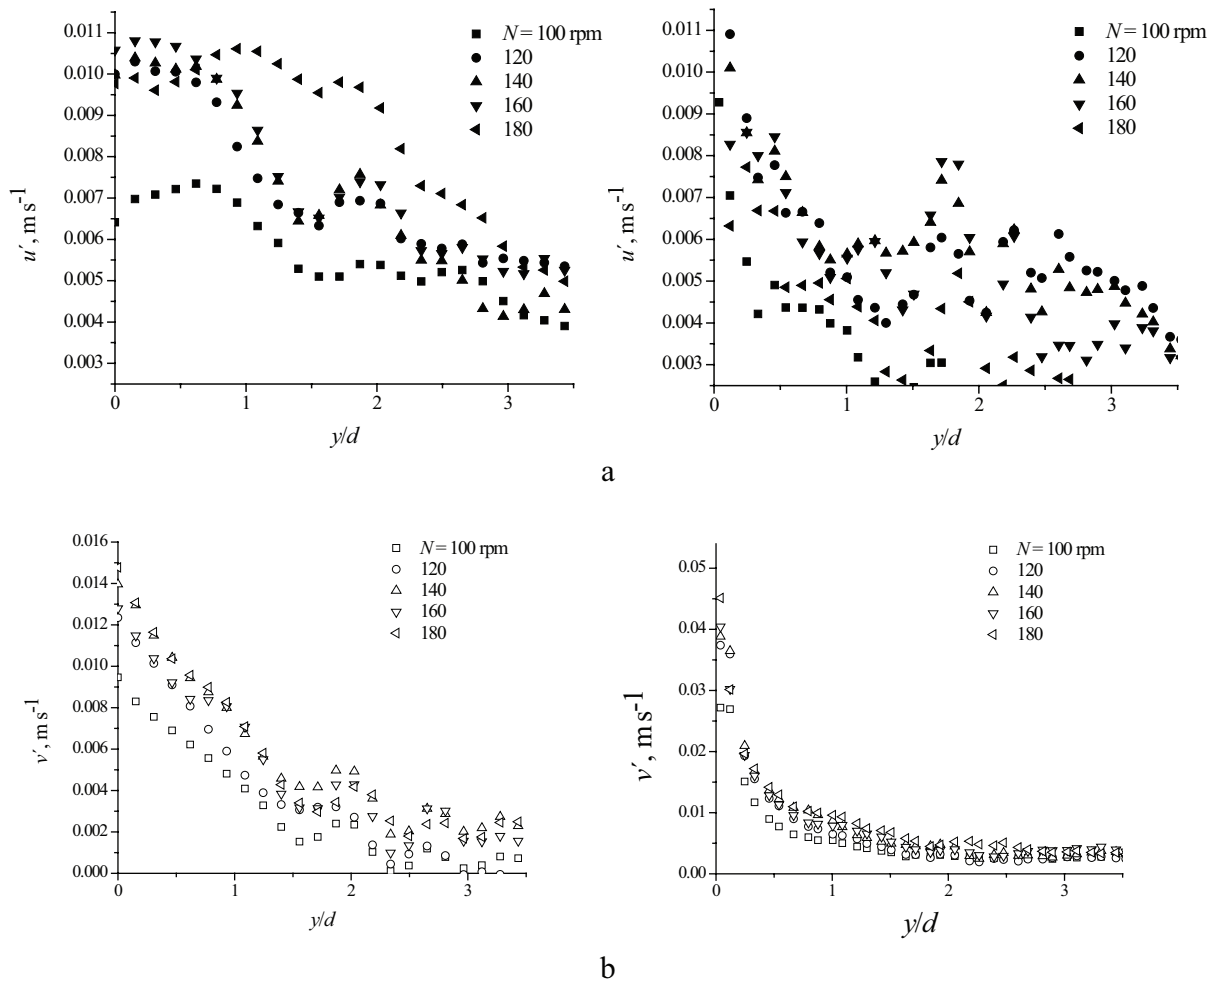 0.011
0.010
0.009
0.008
0.007
0.006
0.005
0.004
0.003
u′, m s-1
0 1 2 3
y/d
N = 100 rpm
120
140
160
180
0.011
0.010
0.009
0.008
0.007
0.006
0.005
0.004
0.003
u′, m s-1
0 1 2 3
y/d
N = 100 rpm
120
140
160
180
a
0.016
0.014
0.012
0.010
0.008
0.006
0.004
0.002
0.000
v′, m s-1
0 1 2 3
y/d
N = 100 rpm
120
140
160
180
0.05
0.04
0.03
0.02
0.01
0.00
v′, m s-1
0 1 2 3
y/d
N = 100 rpm
120
140
160
180
b